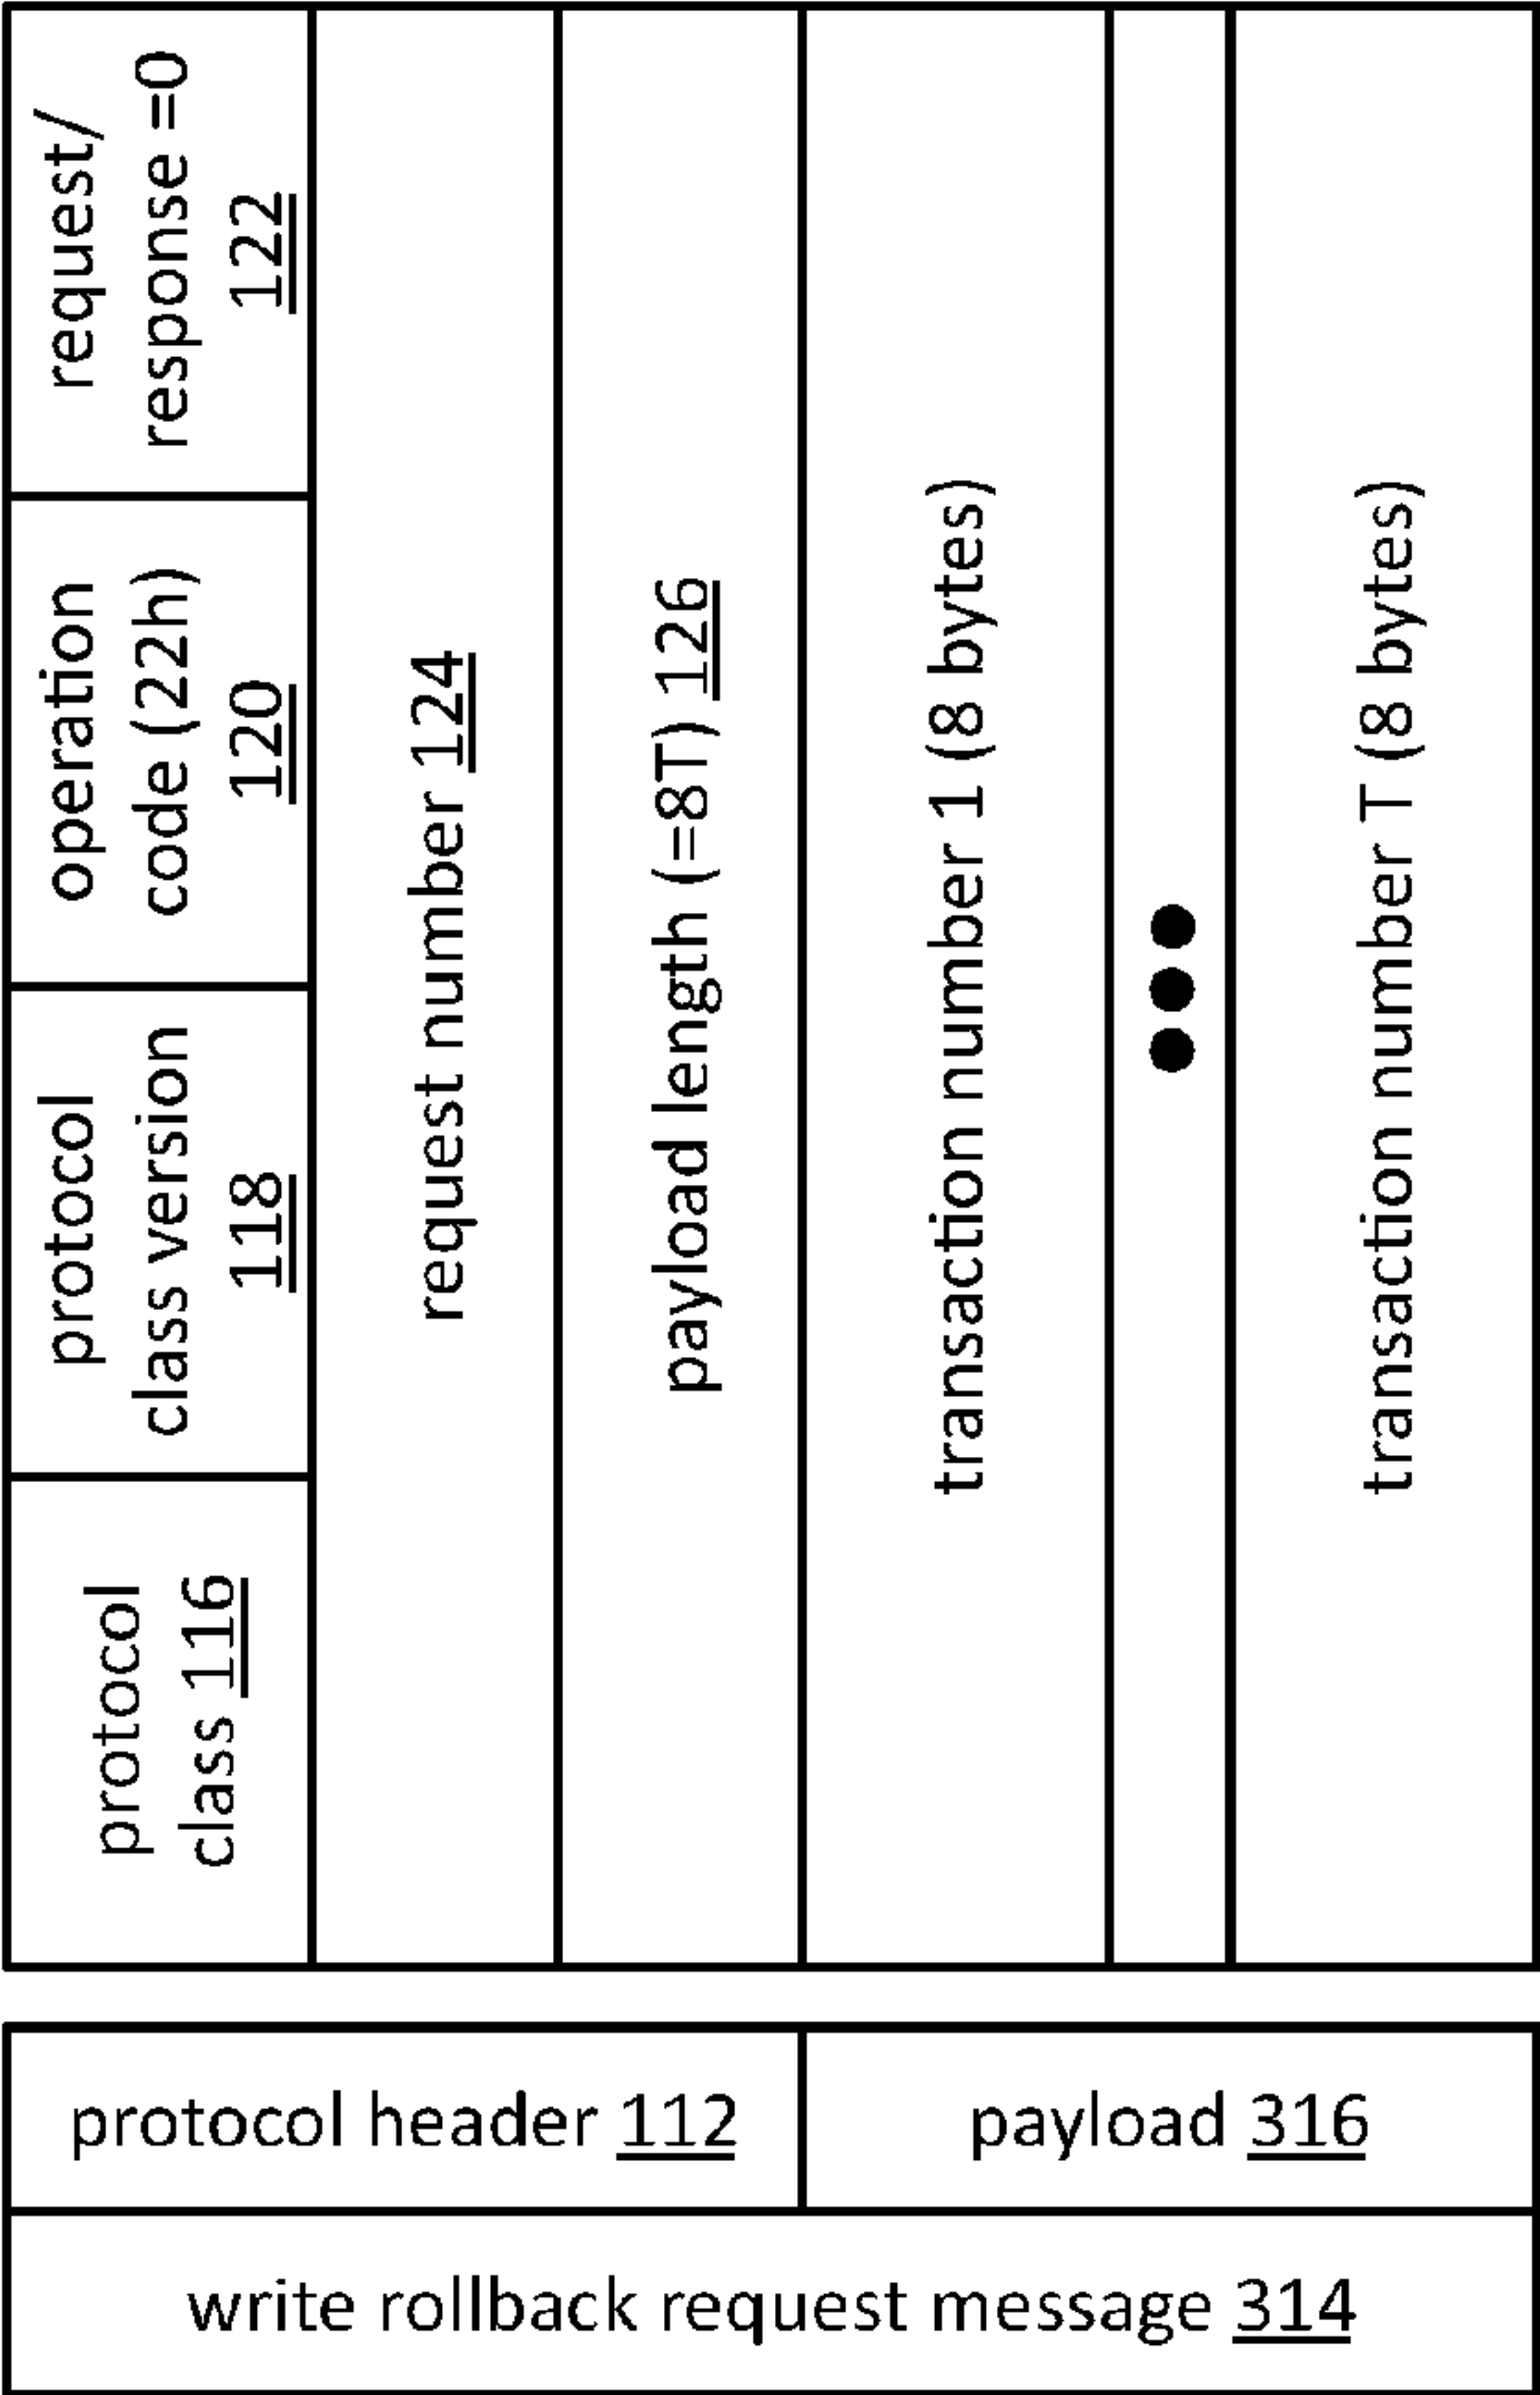 write rollback request message 314
protocol header 112
payload 316
protocol
class 116
protocol
class version
118
operation
code (22h)
120
request/
response =0
122
request number 124
payload length (=8T) 126
transaction number 1 (8 bytes)
transaction number T (8 bytes)